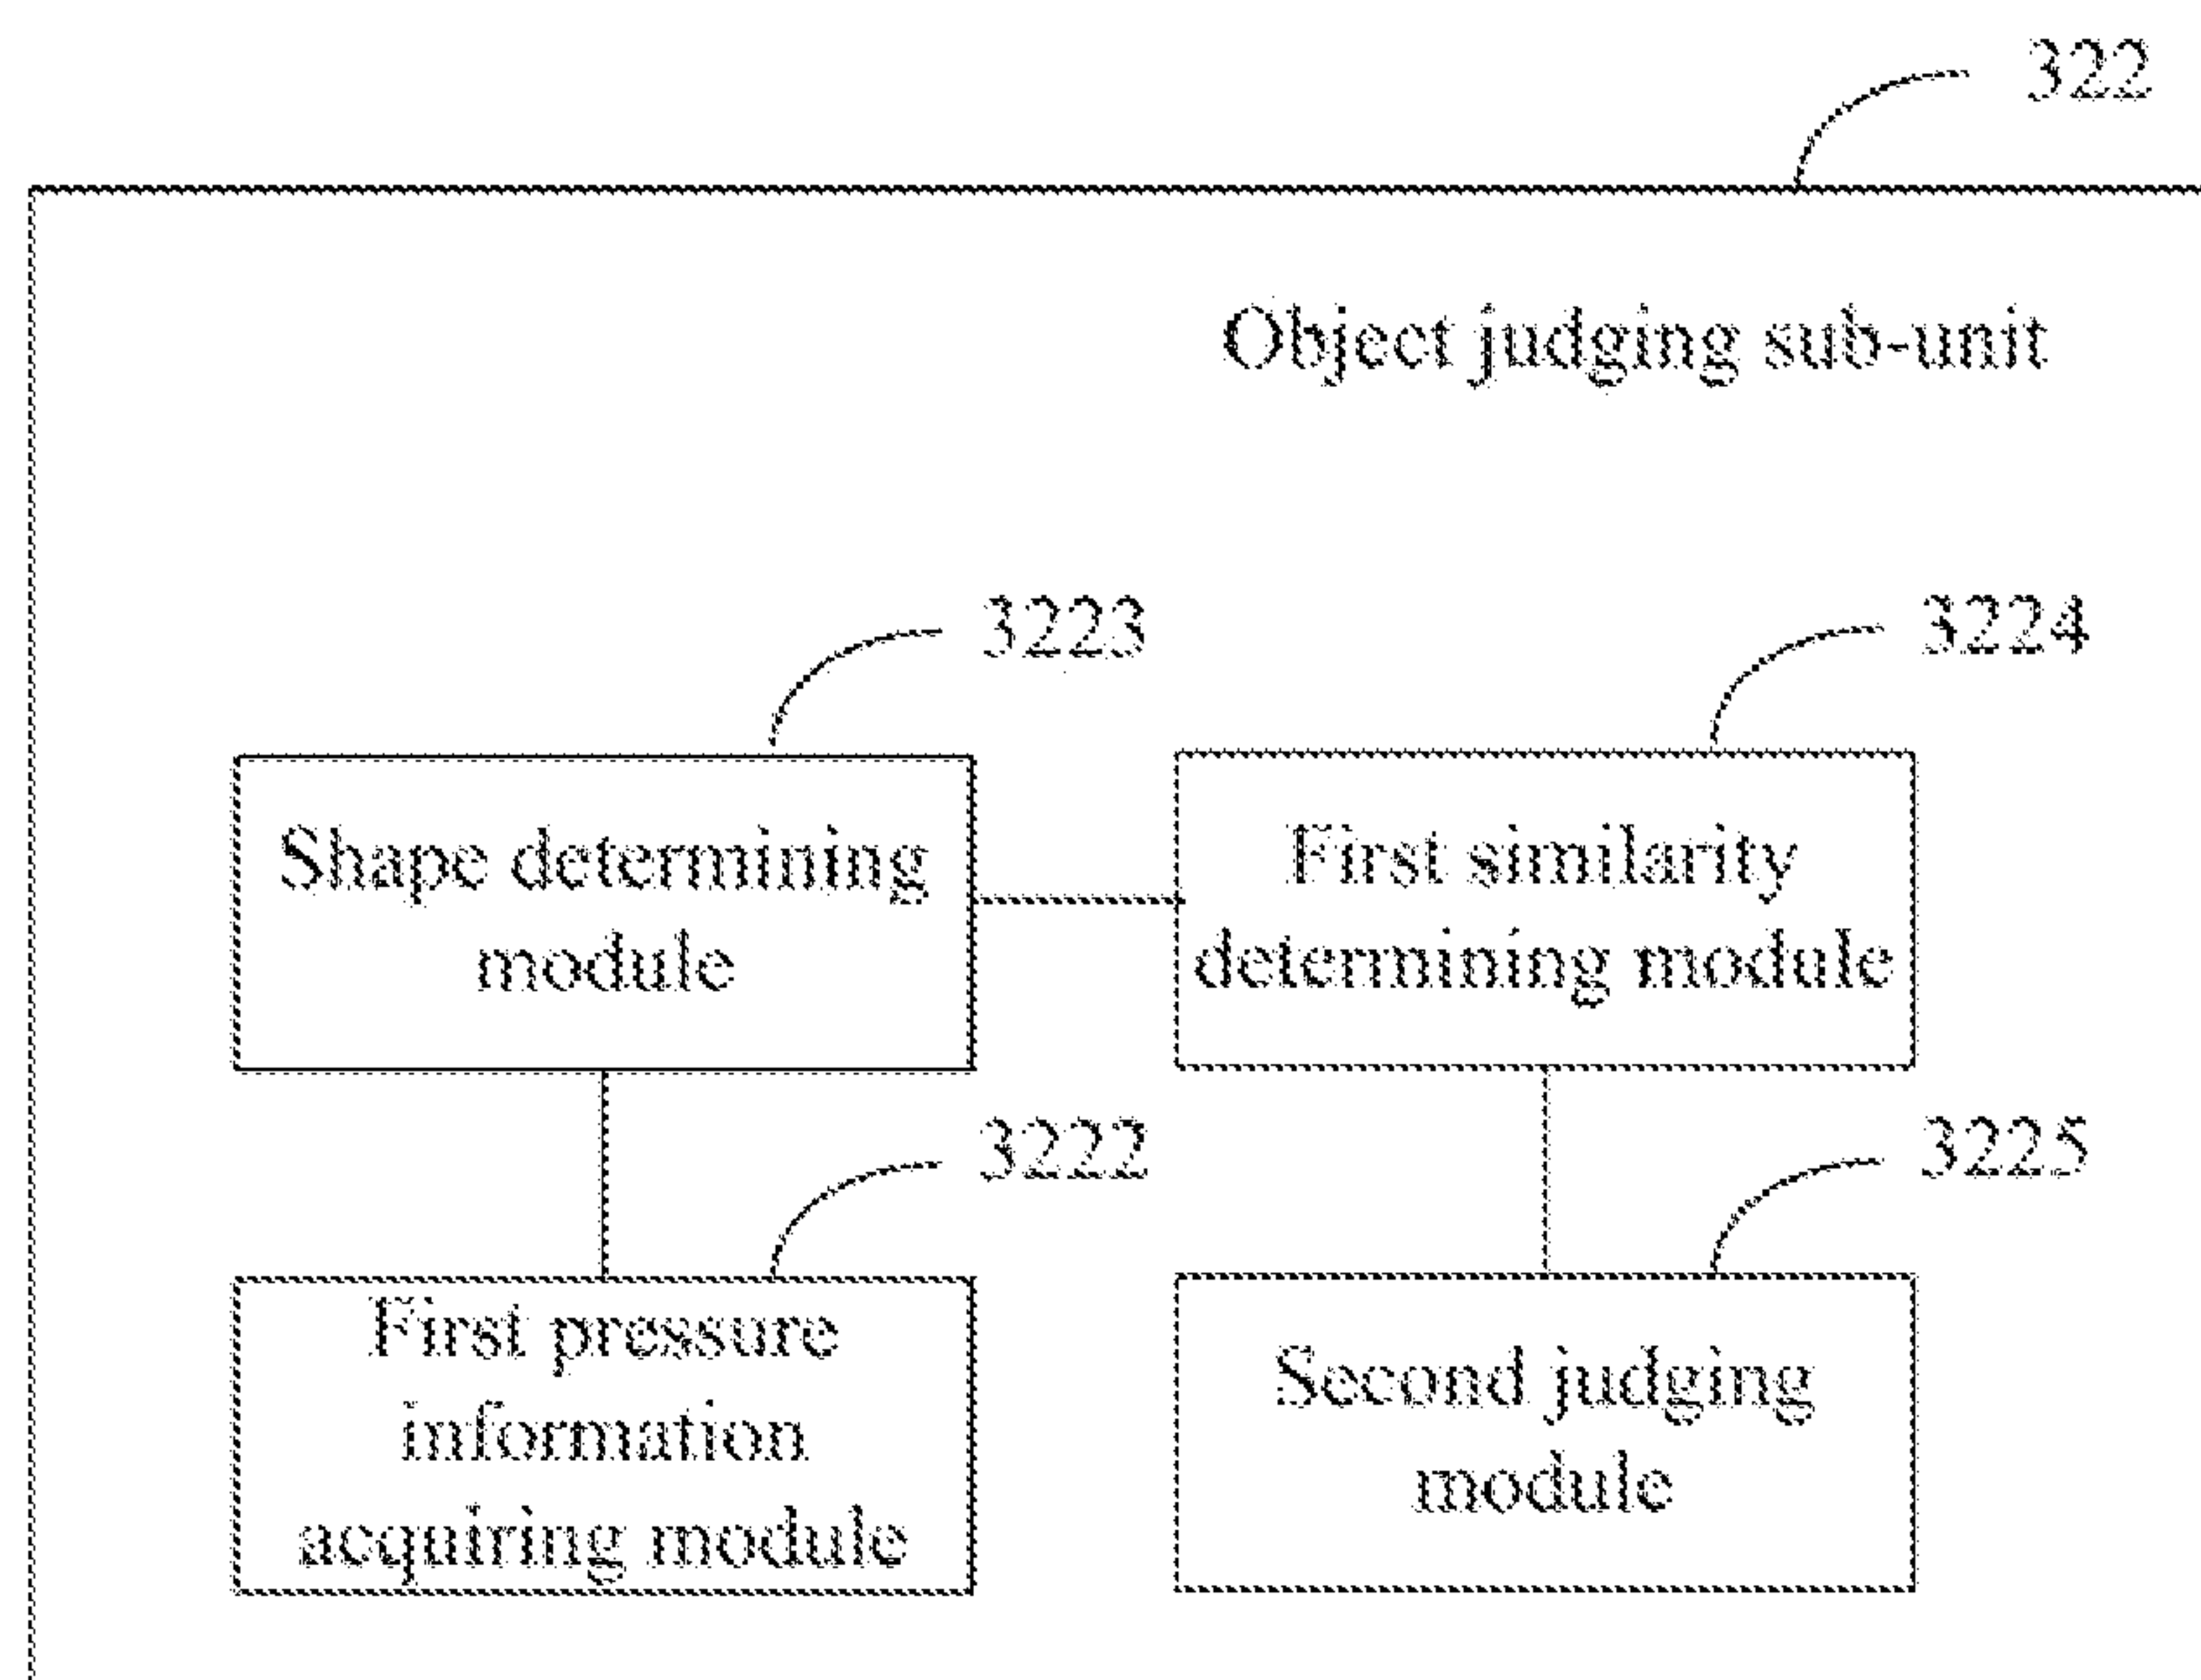 322
Object judging sub-unit
3223
3224
Shape determining
module
First similarity
determining module
3222
3225
First pressure
information
acquiring module
Second judging
module